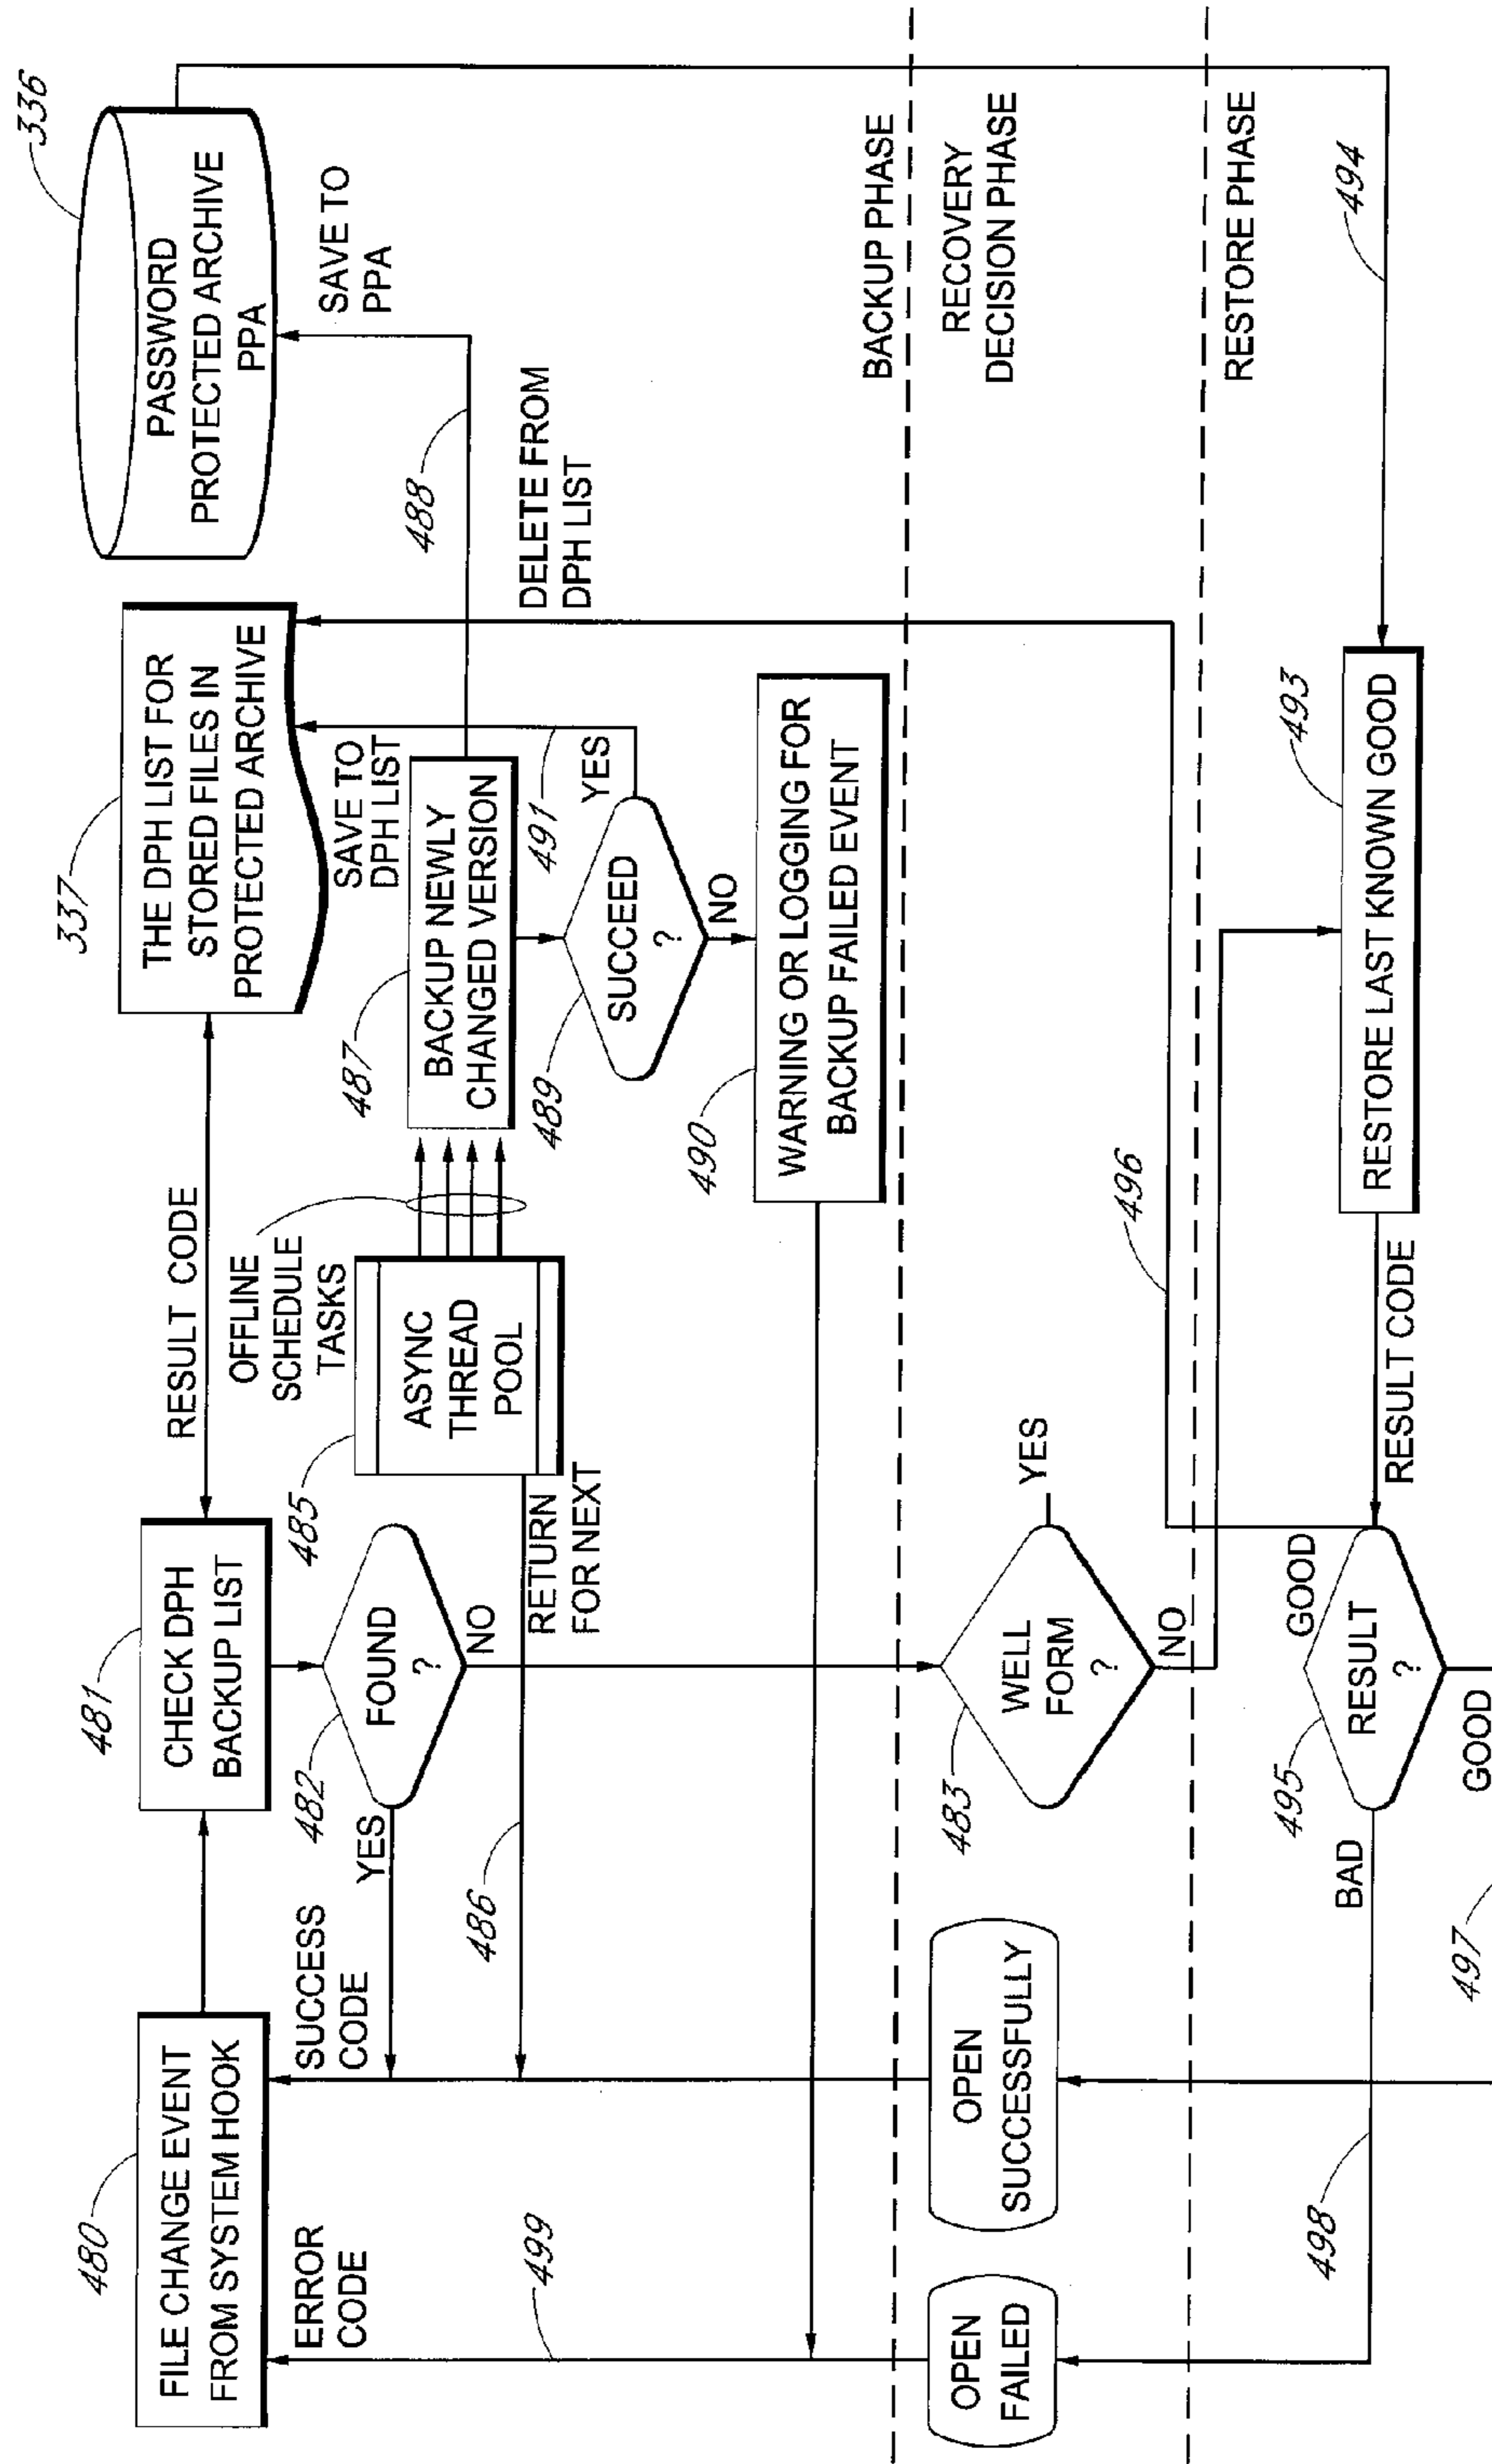 480
FILE CHANGE EVENT
FROM SYSTEM HOOK
481
CHECK DPH
BACKUP LIST
RESULT CODE
337
THE DPH LIST FOR
STORED FILES IN
PROTECTED ARCHIVE
336
PASSWORD
PROTECTED ARCHIVE
PPA
ERROR
CODE
SUCCESS
CODE
482
FOUND
?
YES
NO
485
ASYNC
THREAD
POOL
OFFLINE
SCHEDULE
TASKS
486
RETURN
FOR NEXT
487
BACKUP NEWLY
CHANGED VERSION
SAVE TO
DPH LIST
488
SAVE TO
PPA
489
SUCCEED
?
YES
NO
491
DELETE FROM
DPH LIST
490
WARNING OR LOGGING FOR
BACKUP FAILED EVENT
499
BACKUP PHASE
RECOVERY
DECISION PHASE
OPEN
FAILED
OPEN
SUCCESSFULLY
483
WELL
FORM
?
YES
NO
496
RESTORE PHASE
498
BAD
495
RESULT
?
GOOD
GOOD
497
RESULT CODE
493
RESTORE LAST KNOWN GOOD
494